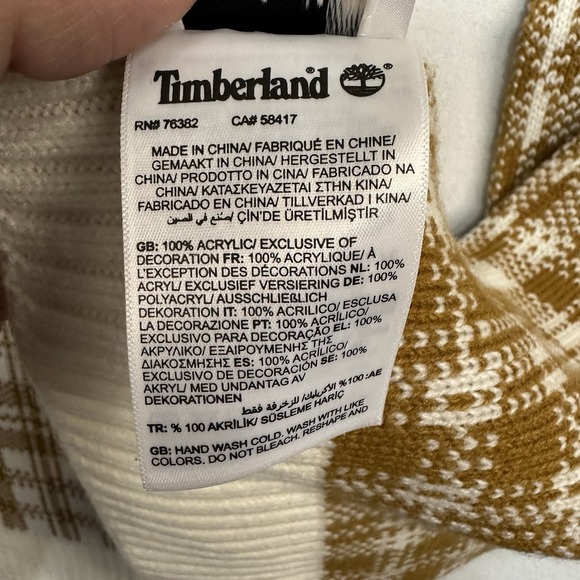 Timberland
RN# 76382 CA# 58417
MADE IN CHINA/ FABRIQUÉ EN CHINE/
GEMAAKT IN CHINA/ HERGESTELLT IN
CHINA/ PRODOTTO IN CINA/ FABRICADO NA
CHINA/ ΚΑΤΑΣΚΕΥΑΖΕΤΑΙ ΣΤΗΝ ΚΙΝΑ/
FABRICADO EN CHINA/ TILLVERKAD I KINA/
صنع في الصين/ ÇİN'DE ÜRETİLMİŞTİR
GB: 100% ACRYLIC/ EXCLUSIVE OF
DECORATION FR: 100% ACRYLIQUE/ À
L'EXCEPTION DES DÉCORATIONS NL: 100%
ACRYL/ EXCLUSIEF VERSIERING DE: 100%
POLYACRYL/ AUSSCHLIEßLICH
DEKORATION IT: 100% ACRILICO/ ESCLUSA
LA DECORAZIONE PT: 100% ACRÍLICO/
EXCLUSIVO PARA DECORAÇÃO EL: 100%
ΑΚΡΥΛΙΚΟ/ ΕΞΑΙΡΟΥΜΕΝΗΣ ΤΗΣ
ΔΙΑΚΟΣΜΗΣΗΣ ES: 100% ACRÍLICO/
EXCLUSIVO DE DECORACIÓN SE: 100%
AKRYL/ MED UNDANTAG AV
DEKORATIONEN
AE: 100% الأكريليك/ للزخرفة فقط
TR: % 100 AKRİLİK/ SÜSLEME HARİÇ
GB: HAND WASH COLD. WASH WITH LIKE
COLORS. DO NOT BLEACH. RESHAPE AND